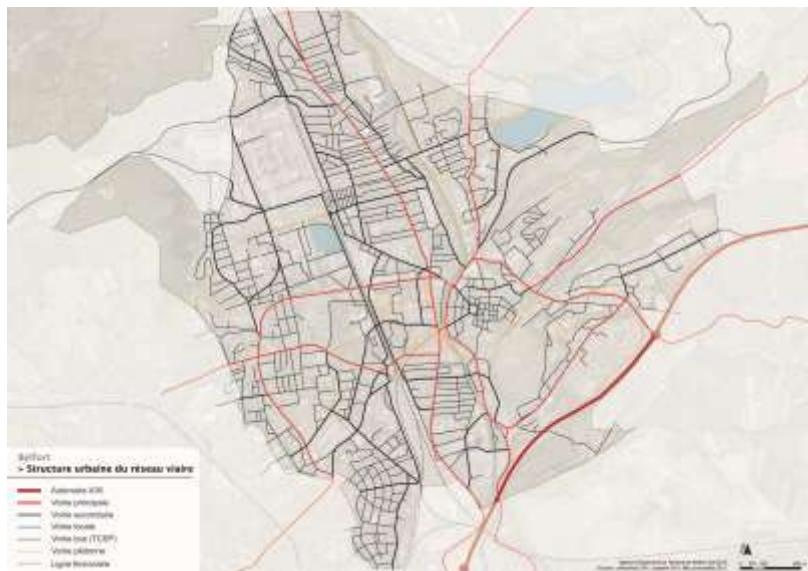 Belfort
> Structure urbaine du réseau viaire
Autoroute A36
Voirie principale
Voirie secondaire
Voirie locale
Voirie bus (TCSP)
Voirie piétonne
Ligne ferroviaire